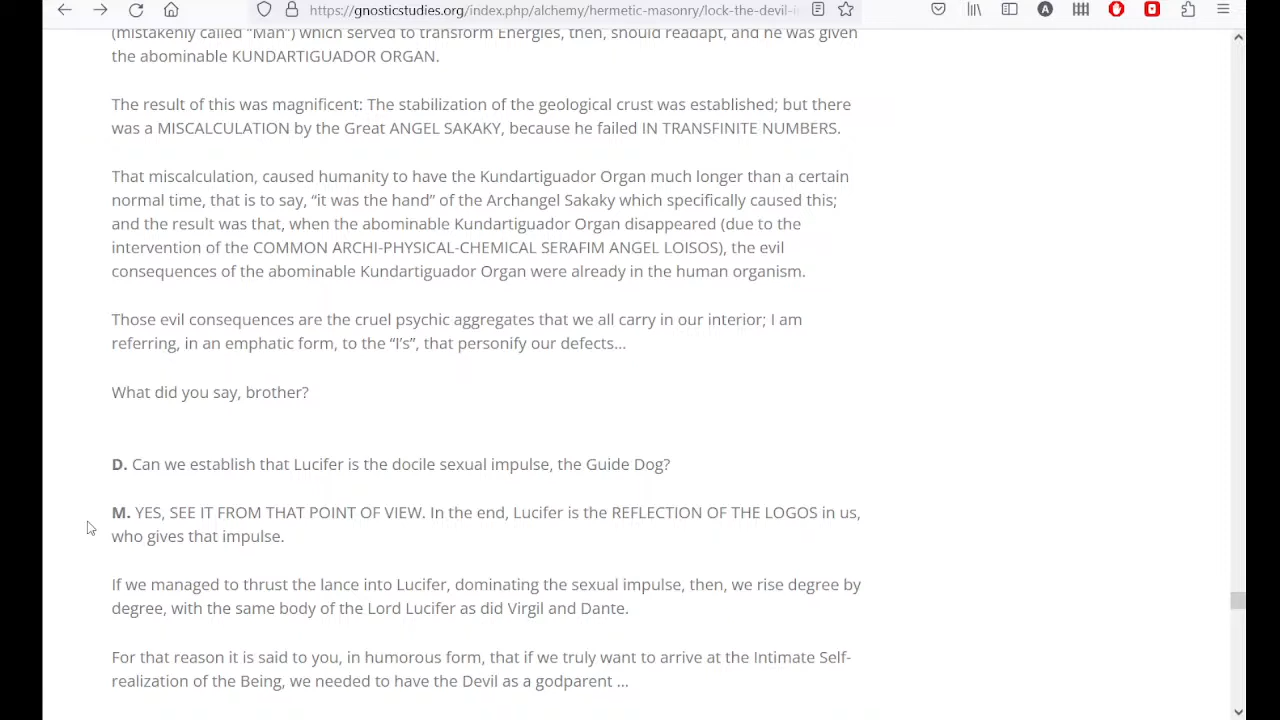 https://gnosticstudies.org/index.php/alchemy/hermetic-masonry/lock-the-devil-i
(mistakenly called "Man") which served to transform Energies, then, should readapt, and he was given
the abominable KUNDARTIGUADOR ORGAN.
The result of this was magnificent: The stabilization of the geological crust was established; but there
was a MISCALCULATION by the Great ANGEL SAKAKY, because he failed IN TRANSFINITE NUMBERS.
That miscalculation, caused humanity to have the Kundartiguador Organ much longer than a certain
normal time, that is to say, “it was the hand” of the Archangel Sakaky which specifically caused this;
and the result was that, when the abominable Kundartiguador Organ disappeared (due to the
intervention of the COMMON ARCHI-PHYSICAL-CHEMICAL SERAFIM ANGEL LOISOS), the evil
consequences of the abominable Kundartiguador Organ were already in the human organism.
Those evil consequences are the cruel psychic aggregates that we all carry in our interior; I am
referring, in an emphatic form, to the “I’s”, that personify our defects…
What did you say, brother?
D. Can we establish that Lucifer is the docile sexual impulse, the Guide Dog?
M. YES, SEE IT FROM THAT POINT OF VIEW. In the end, Lucifer is the REFLECTION OF THE LOGOS in us,
who gives that impulse.
If we managed to thrust the lance into Lucifer, dominating the sexual impulse, then, we rise degree by
degree, with the same body of the Lord Lucifer as did Virgil and Dante.
For that reason it is said to you, in humorous form, that if we truly want to arrive at the Intimate Self-
realization of the Being, we needed to have the Devil as a godparent …